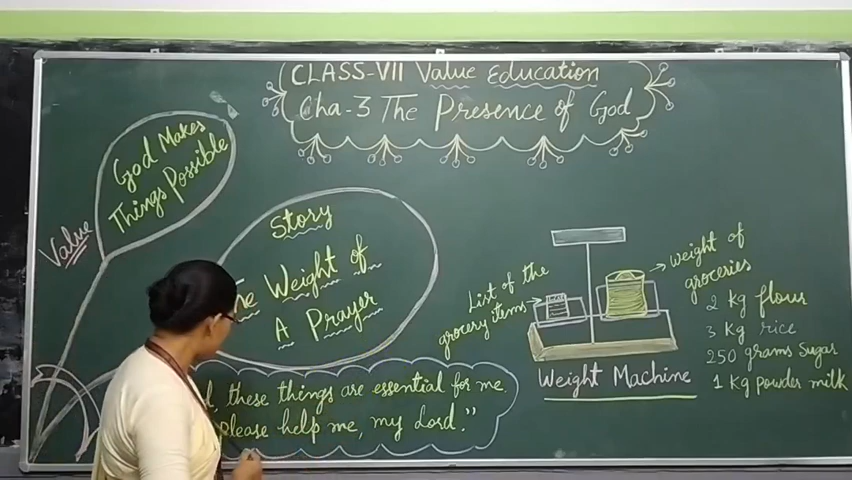 CLASS-VII Value Education
Cha-3 The Presence of God
God Makes
Things Possible
Value
Story
The Weight of
A Prayer
these things are essential for me.
please help me, my Lord."
List of the
grocery items
weight of
groceries
2 kg flour
3 kg rice
250 grams Sugar
1 kg powder milk
Weight Machine